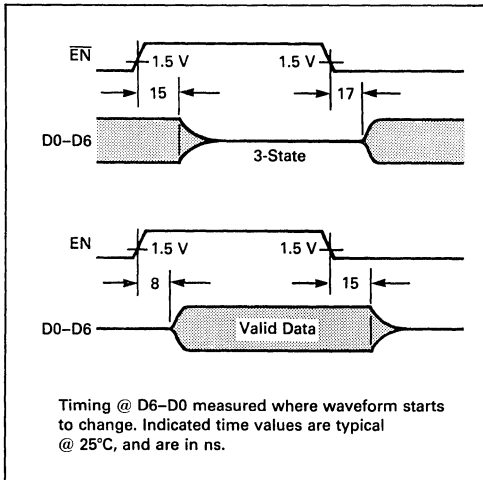 EN
1.5 V 1.5 V
15 17
D0–D6
3-State
EN
1.5 V 1.5 V
8 15
D0–D6 Valid Data
Timing @ D6–D0 measured where waveform starts
to change. Indicated time values are typical
@ 25°C, and are in ns.